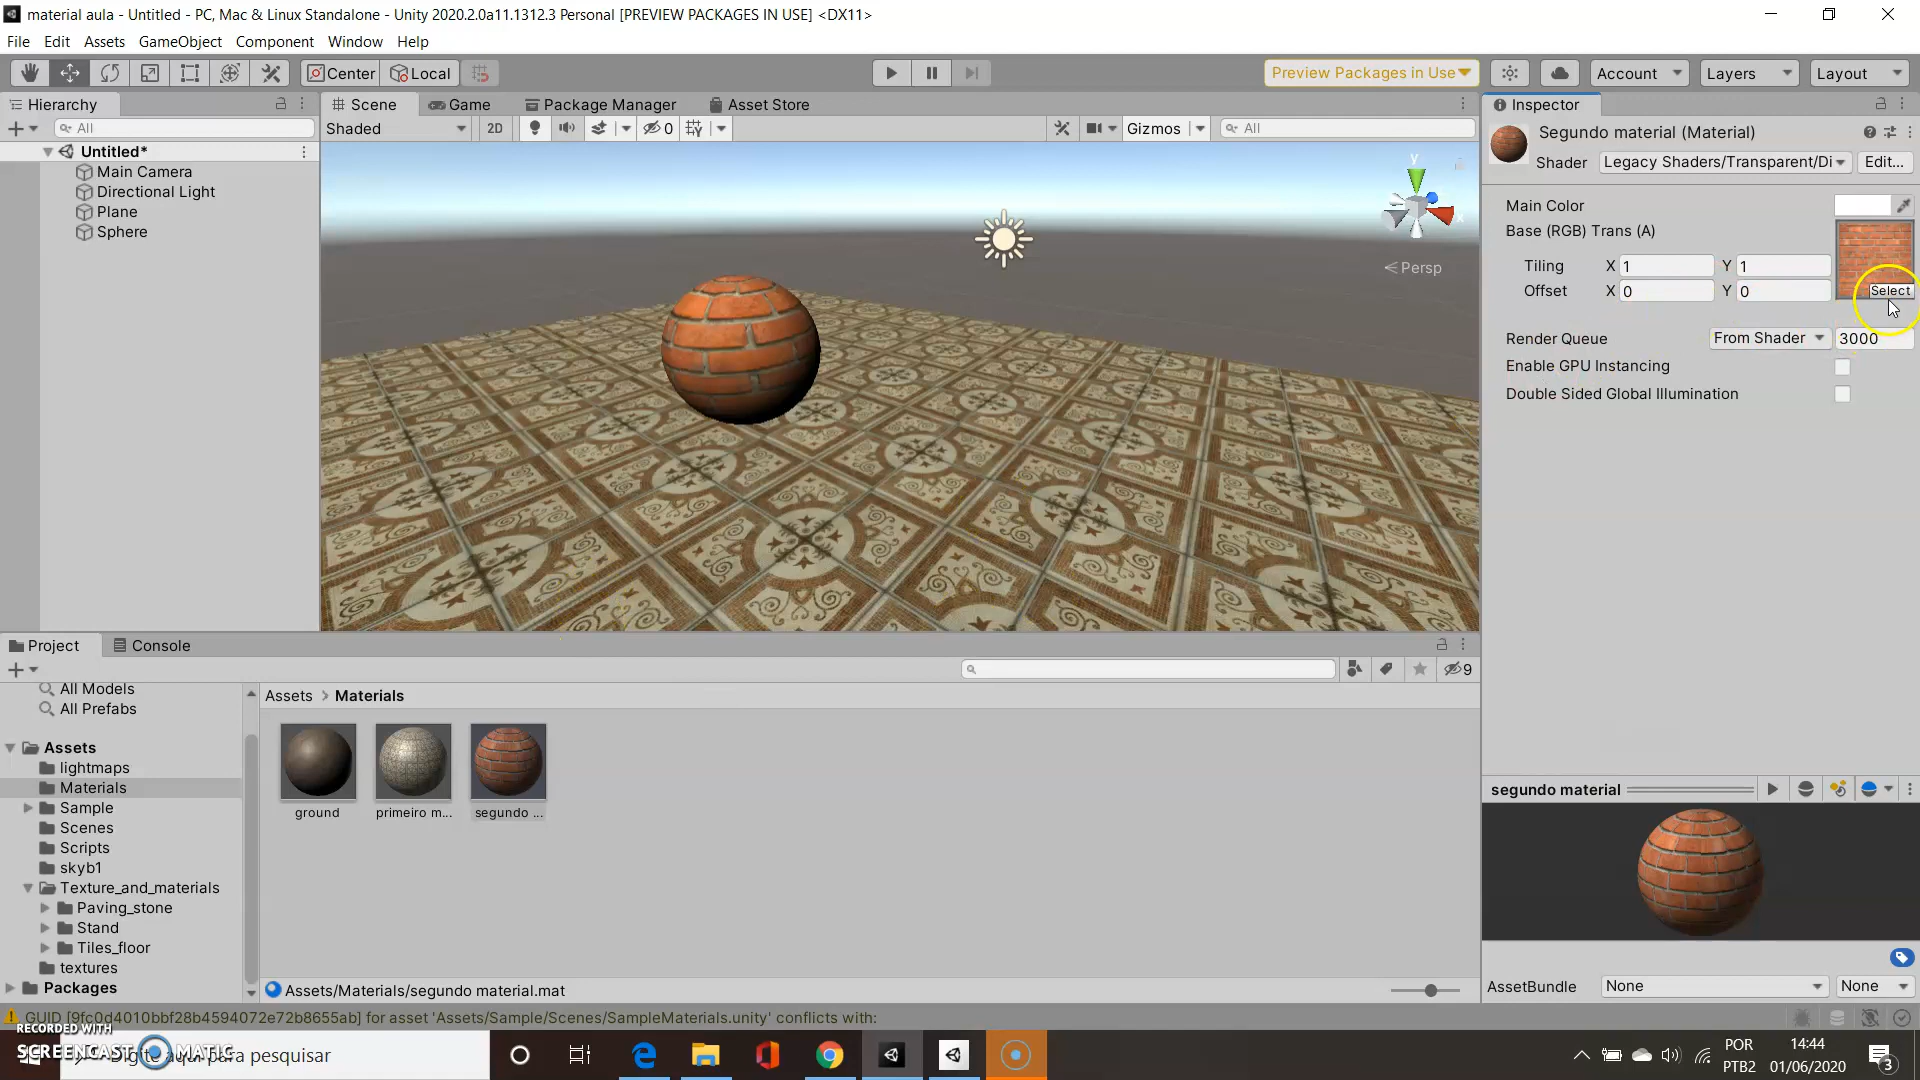 material aula - Untitled - PC, Mac & Linux Standalone - Unity 2020.2.0a11.1312.3 Personal [PREVIEW PACKAGES IN USE] <DX11>
File Edit Assets GameObject Component Window Help
Center Local Preview Packages in Use Account Layers Layout
Hierarchy Scene Game Package Manager Asset Store Inspector
All Shaded 2D 0 Gizmos All
Untitled*
Main Camera
Directional Light
Plane
Sphere
y
x
Persp
Segundo material (Material)
Shader Legacy Shaders/Transparent/Di Edit...
Main Color
Base (RGB) Trans (A)
Tiling X 1 Y 1
Offset X 0 Y 0
Select
Render Queue From Shader 3000
Enable GPU Instancing
Double Sided Global Illumination
Project Console
9
All Models
All Prefabs
Assets
lightmaps
Materials
Sample
Scenes
Scripts
skyb1
Texture_and_materials
Paving_stone
Stand
Tiles_floor
textures
Packages
Assets > Materials
ground primeiro m... segundo ...
Assets/Materials/segundo material.mat
segundo material
AssetBundle None None
GUID [9fc0d4010bbf28b4594072e72b8655ab] for asset 'Assets/Sample/Scenes/SampleMaterials.unity' conflicts with:
RECORDED WITH
SCREENCAST MATIC
Digite aqui para pesquisar
POR
PTB2
14:44
01/06/2020
3